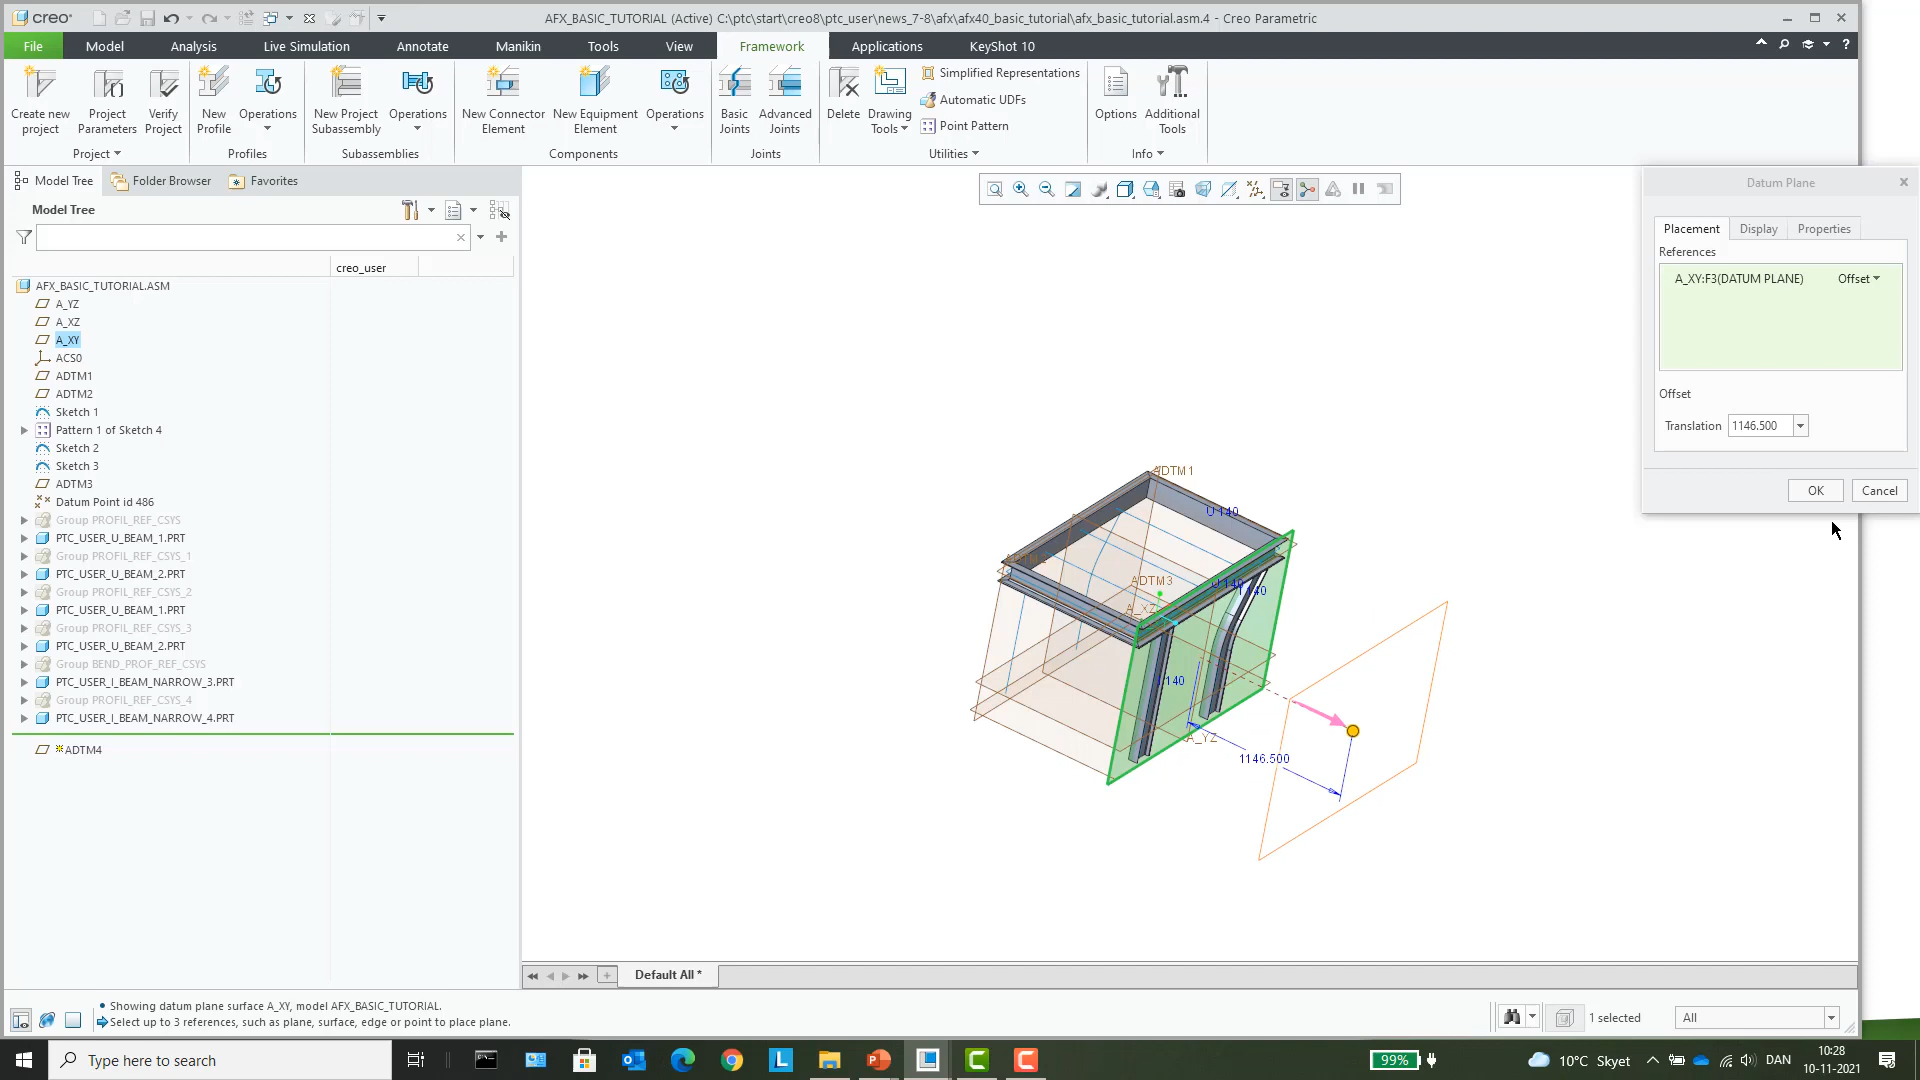 creo
AFX_BASIC_TUTORIAL (Active) C:\ptc\start\creo8\ptc_user\news_7-8\afx\afx40_basic_tutorial\afx_basic_tutorial.asm.4 - Creo Parametric
File Model Analysis Live Simulation Annotate Manikin Tools View Framework Applications KeyShot 10
Create new project
Project Parameters
Verify Project
Project
New Profile
Operations
Profiles
New Project Subassembly
Operations
Subassemblies
New Connector Element
New Equipment Element
Operations
Components
Basic Joints
Advanced Joints
Joints
Delete
Drawing Tools
Simplified Representations
Automatic UDFs
Point Pattern
Utilities
Options
Additional Tools
Info
Model Tree Folder Browser Favorites
Model Tree
creo_user
AFX_BASIC_TUTORIAL.ASM
A_YZ
A_XZ
A_XY
ACS0
ADTM1
ADTM2
Sketch 1
Pattern 1 of Sketch 4
Sketch 2
Sketch 3
ADTM3
Datum Point id 486
Group PROFIL_REF_CSYS
PTC_USER_U_BEAM_1.PRT
Group PROFIL_REF_CSYS_1
PTC_USER_U_BEAM_2.PRT
Group PROFIL_REF_CSYS_2
PTC_USER_U_BEAM_1.PRT
Group PROFIL_REF_CSYS_3
PTC_USER_U_BEAM_2.PRT
Group BEND_PROF_REF_CSYS
PTC_USER_I_BEAM_NARROW_3.PRT
Group PROFIL_REF_CSYS_4
PTC_USER_I_BEAM_NARROW_4.PRT
ADTM4
ADTM1
U 140
ADTM3
U 140
140
A_XZ
140
A_YZ
1146.500
Datum Plane
Placement Display Properties
References
A_XY:F3(DATUM PLANE) Offset
Offset
Translation 1146.500
OK Cancel
Default All *
Showing datum plane surface A_XY, model AFX_BASIC_TUTORIAL.
Select up to 3 references, such as plane, surface, edge or point to place plane.
1 selected
All
Type here to search
99%
10°C Skyet
DAN
10:28
10-11-2021